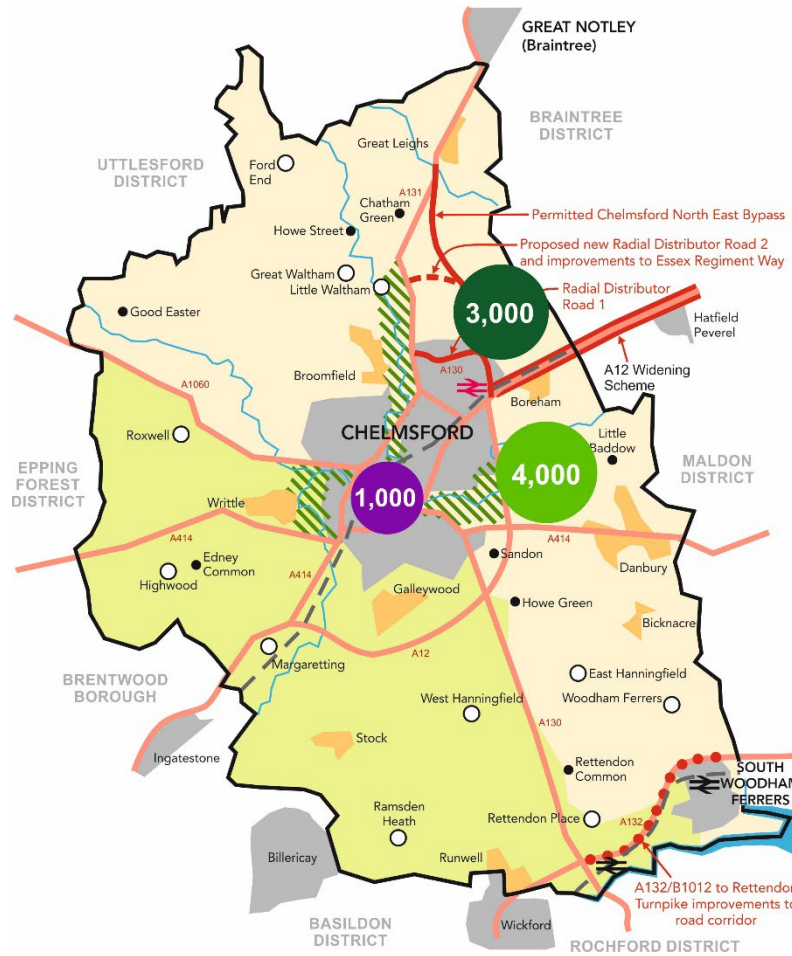 GREAT NOTLEY
(Braintree)
BRAINTREE
DISTRICT
UTTLESFORD
DISTRICT
Great Leighs
Ford
End
A131
Chatham
Green
Permitted Chelmsford North East Bypass
Howe Street
Proposed new Radial Distributor Road 2
and improvements to Essex Regiment Way
Great Waltham
Little Waltham
Radial Distributor
Road 1
3,000
Good Easter
Hatfield
Peverel
A130
A12 Widening
Scheme
Broomfield
A1060
Boreham
Roxwell
CHELMSFORD
Little
Baddow
EPPING
FOREST
DISTRICT
MALDON
DISTRICT
4,000
1,000
Writtle
A414
A414
Sandon
Edney
Common
Danbury
Highwood
A414
Galleywood
Howe Green
Bicknacre
A12
Margaretting
BRENTWOOD
BOROUGH
East Hanningfield
West Hanningfield
Woodham Ferrers
A130
Stock
Ingatestone
Rettendon
Common
SOUTH
WOODHAM
FERRERS
Ramsden
Heath
Rettendon Place
A132
Billericay
Runwell
A132/B1012 to Rettendon
Turnpike improvements to
road corridor
Wickford
BASILDON
DISTRICT
ROCHFORD DISTRICT